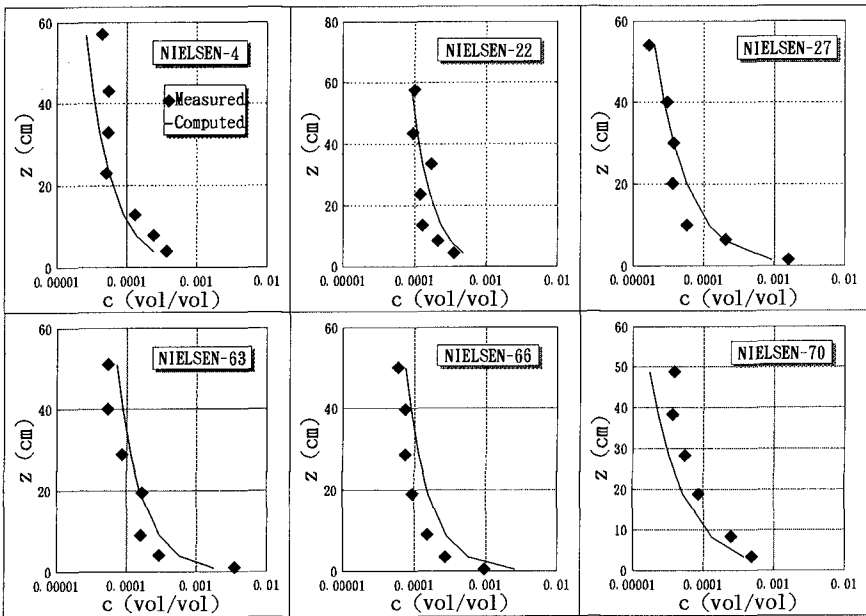 NIELSEN-4
◆Measured
—Computed
z (cm)
60
40
20
0
0.00001
0.0001
0.001
0.01
c (vol/vol)
NIELSEN-22
z (cm)
80
60
40
20
0
0.00001
0.0001
0.001
0.01
c (vol/vol)
NIELSEN-27
z (cm)
60
40
20
0
0.00001
0.0001
0.001
0.01
c (vol/vol)
NIELSEN-63
z (cm)
60
40
20
0
0.00001
0.0001
0.001
0.01
c (vol/vol)
NIELSEN-66
z (cm)
60
40
20
0
0.00001
0.0001
0.001
0.01
c (vol/vol)
NIELSEN-70
z (cm)
60
50
40
30
20
10
0
0.00001
0.0001
0.001
0.01
c (vol/vol)